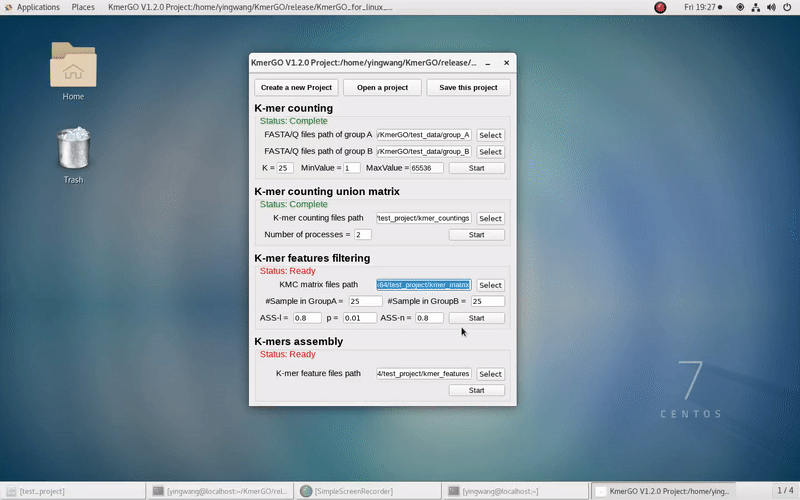 Applications Places KmerGO V1.2.0 Project:/home/yingwang/KmerGO/release/KmerGO_for_linux_... Fri 19:27
Home
Trash
KmerGO V1.2.0 Project:/home/yingwang/KmerGO/release/...
Create a new Project Open a project Save this project
K-mer counting
Status: Complete
FASTA/Q files path of group A /KmerGO/test_data/group_A Select
FASTA/Q files path of group B /KmerGO/test_data/group_B Select
K = 25 MinValue = 1 MaxValue = 65536 Start
K-mer counting union matrix
Status: Complete
K-mer counting files path /test_project/kmer_countings Select
Number of processes = 2 Start
K-mer features filtering
Status: Ready
KMC matrix files path 64/test_project/kmer_matrix Select
#Sample in GroupA = 25 #Sample in GroupB = 25
ASS-l = 0.8 p = 0.01 ASS-n = 0.8 Start
K-mers assembly
Status: Ready
K-mer feature files path 4/test_project/kmer_features Select
Start
7
CENTOS
[test_project] [yingwang@localhost:~/KmerGO/rel... [SimpleScreenRecorder] [yingwang@localhost:~] KmerGO V1.2.0 Project:/home/ying... 1 / 4